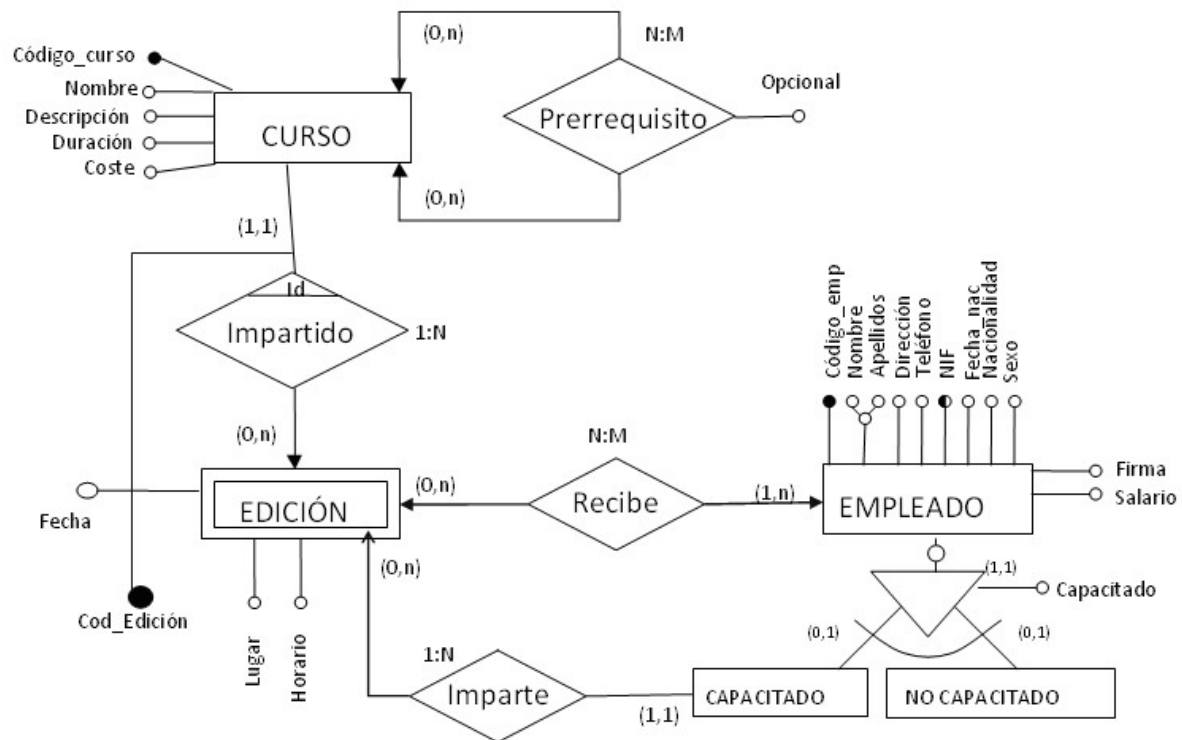 (0,n)
N:M
Código_curso
Nombre
Opcional
Descripción
Prerrequisito
Duración
CURSO
Coste
(0,n)
(1,1)
Id
Impartido
1:N
Código_emp
Nombre
Apellidos
Dirección
Teléfono
NIF
Fecha_nac
Nacionalidad
Sexo
(0,n)
N:M
Firma
(0,n)
(1,n)
EDICIÓN
Recibe
EMPLEADO
Salario
Fecha
(0,n)
(1,1)
Capacitado
Cod_Edición
(0,1)
(0,1)
Lugar
Horario
1:N
Imparte
CAPACITADO
NO CAPACITADO
(1,1)